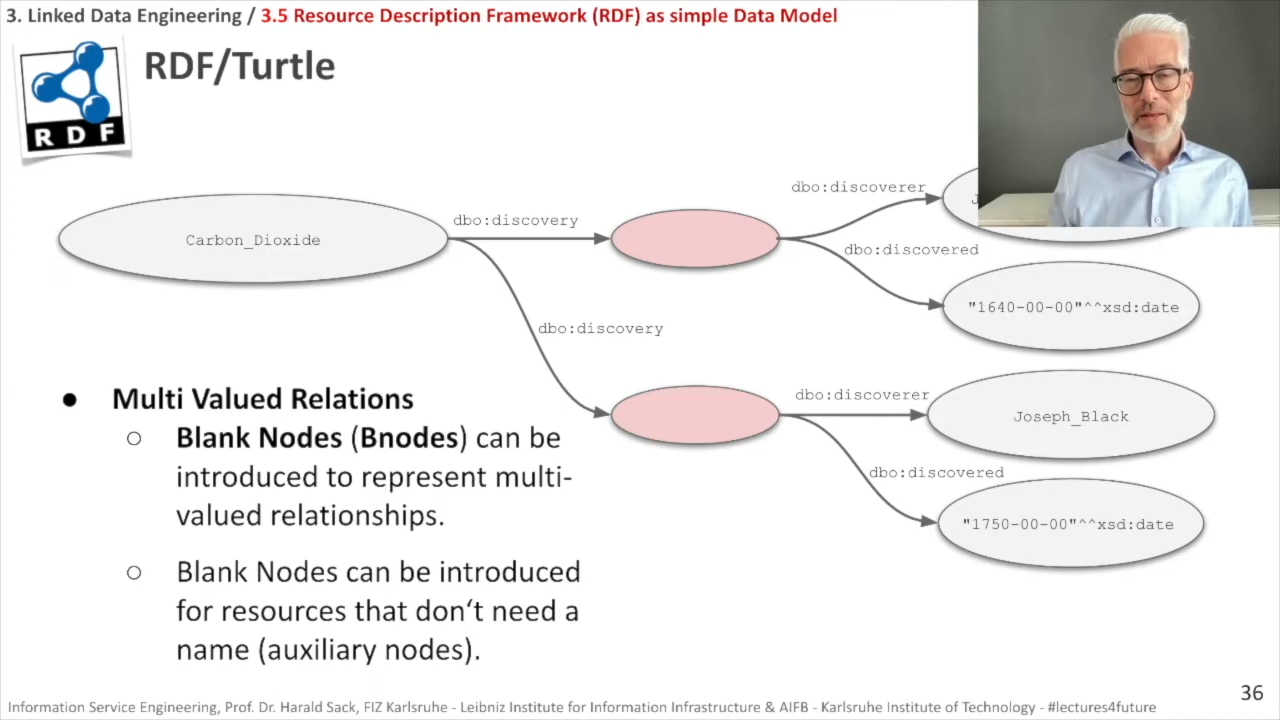 3. Linked Data Engineering / 3.5 Resource Description Framework (RDF) as simple Data Model
RDF
RDF/Turtle
dbo:discoverer
dbo:discovery
Carbon_Dioxide
dbo:discovered
"1640-00-00"^^xsd:date
dbo:discovery
dbo:discoverer
Joseph_Black
dbo:discovered
"1750-00-00"^^xsd:date
● Multi Valued Relations
○ Blank Nodes (Bnodes) can be
introduced to represent multi-
valued relationships.
○ Blank Nodes can be introduced
for resources that don‘t need a
name (auxiliary nodes).
36
Information Service Engineering, Prof. Dr. Harald Sack, FIZ Karlsruhe - Leibniz Institute for Information Infrastructure & AIFB - Karlsruhe Institute of Technology - #lectures4future